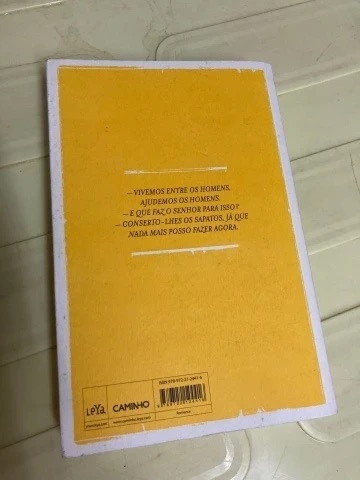 – VIVEMOS ENTRE OS HOMENS,
AJUDEMOS OS HOMENS.
– E QUE FAZ O SENHOR PARA ISSO?
– CONSERTO-LHES OS SAPATOS, JÁ QUE
NADA MAIS POSSO FAZER AGORA.
LeYa
CAMINHO